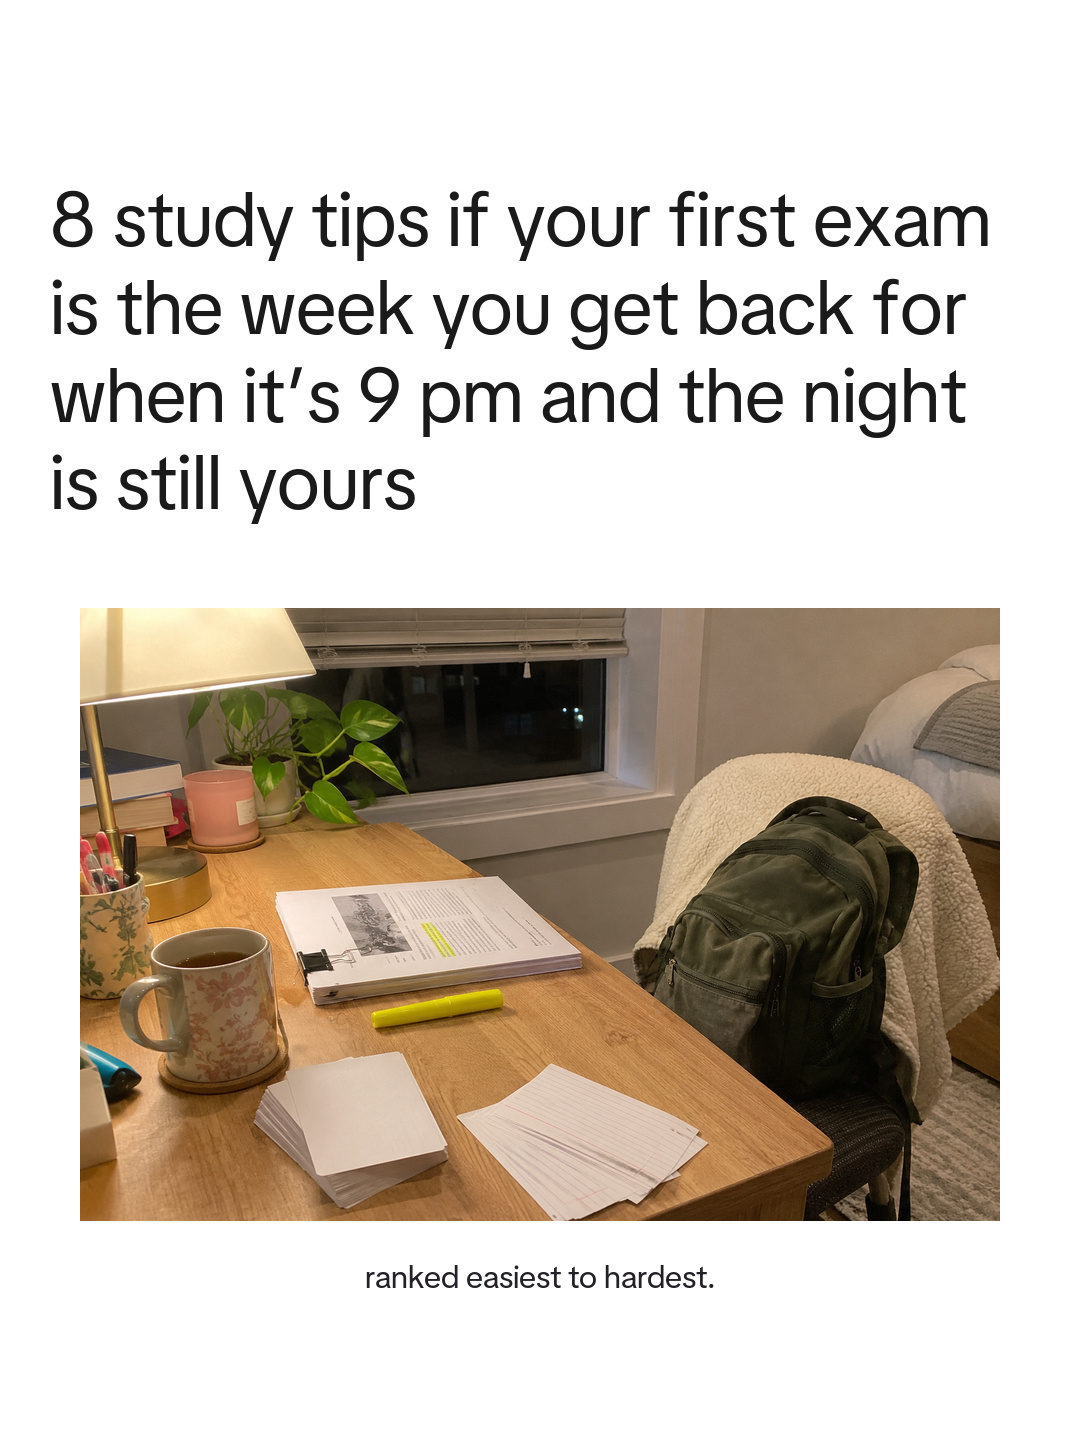 8 study tips if your first exam
is the week you get back for
when it’s 9 pm and the night
is still yours
ranked easiest to hardest.